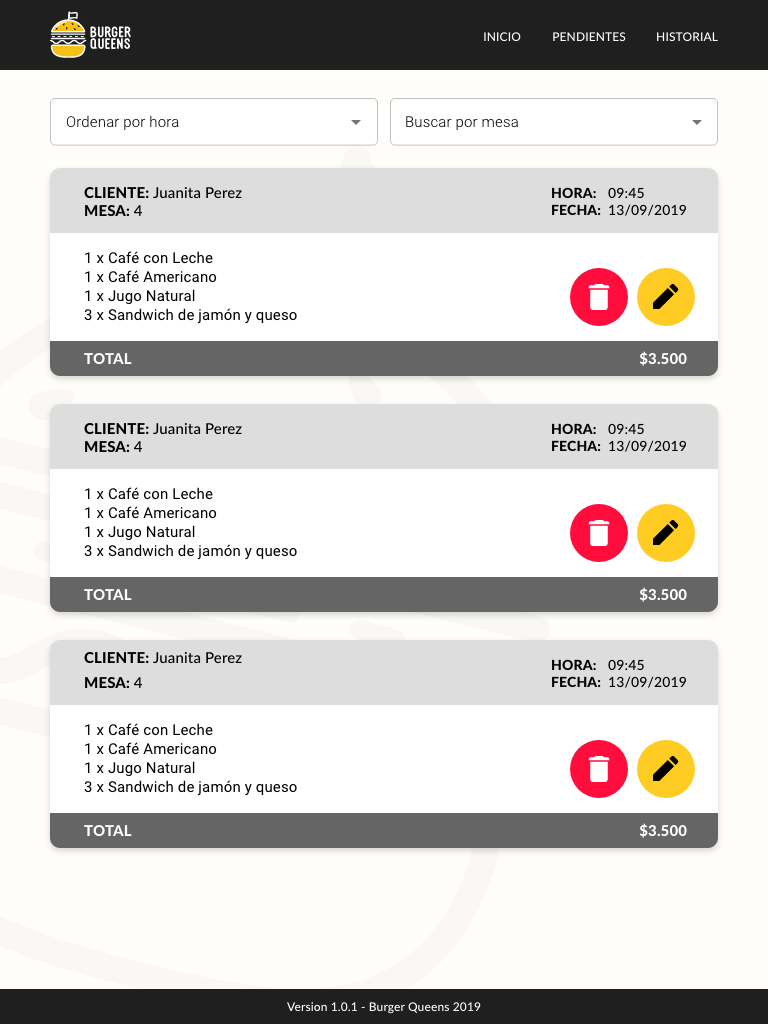 BURGER
QUEENS
INICIO PENDIENTES HISTORIAL
Ordenar por hora Buscar por mesa
CLIENTE: Juanita Perez HORA: 09:45
MESA: 4 FECHA: 13/09/2019
1 x Café con Leche
1 x Café Americano
1 x Jugo Natural
3 x Sandwich de jamón y queso
TOTAL $3.500
CLIENTE: Juanita Perez HORA: 09:45
MESA: 4 FECHA: 13/09/2019
1 x Café con Leche
1 x Café Americano
1 x Jugo Natural
3 x Sandwich de jamón y queso
TOTAL $3.500
CLIENTE: Juanita Perez HORA: 09:45
MESA: 4 FECHA: 13/09/2019
1 x Café con Leche
1 x Café Americano
1 x Jugo Natural
3 x Sandwich de jamón y queso
TOTAL $3.500
Version 1.0.1 - Burger Queens 2019